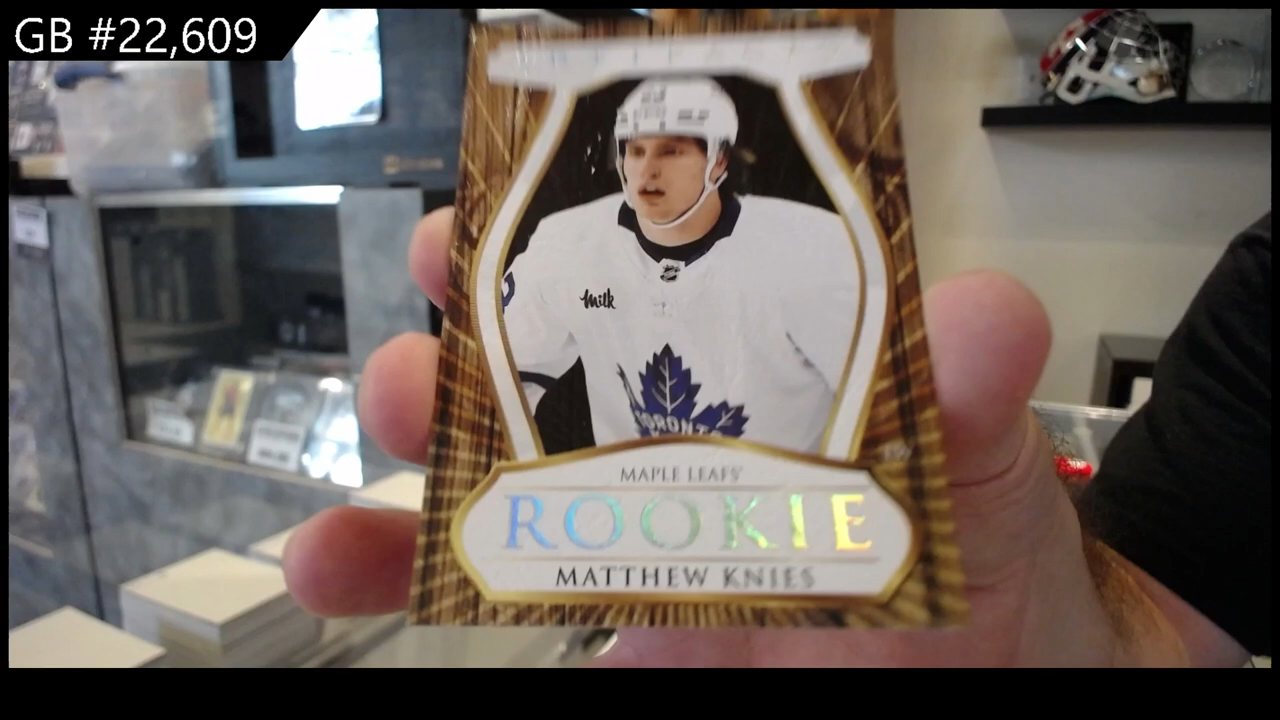 GB #22,609
Milk
TORONTO
MAPLE LEAFS'
ROOKIE
MATTHEW KNIES